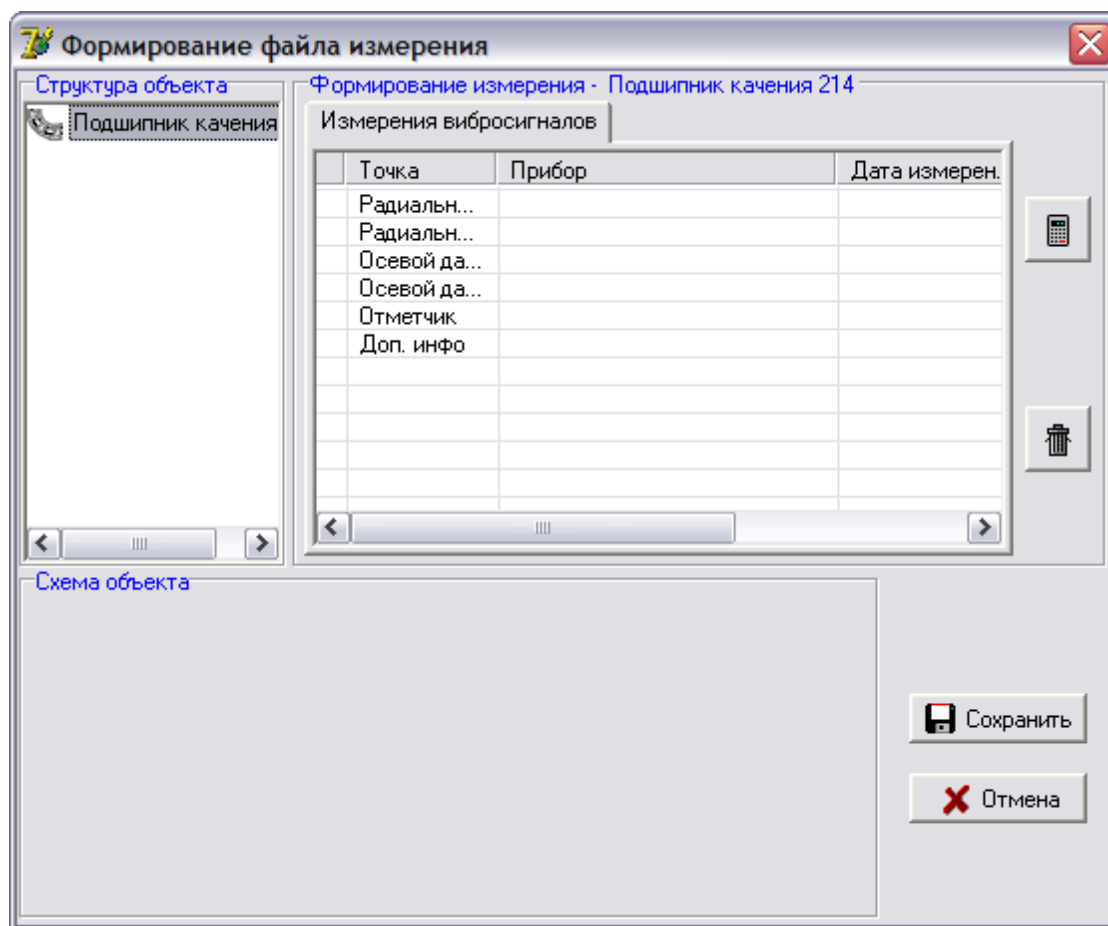 Формирование файла измерения
Структура объекта
Подшипник качения
Формирование измерения - Подшипник качения 214
Измерения вибросигналов
Точка Прибор Дата измерен.
Радиальн...
Радиальн...
Осевой да...
Осевой да...
Отметчик
Доп. инфо
Схема объекта
Сохранить
Отмена